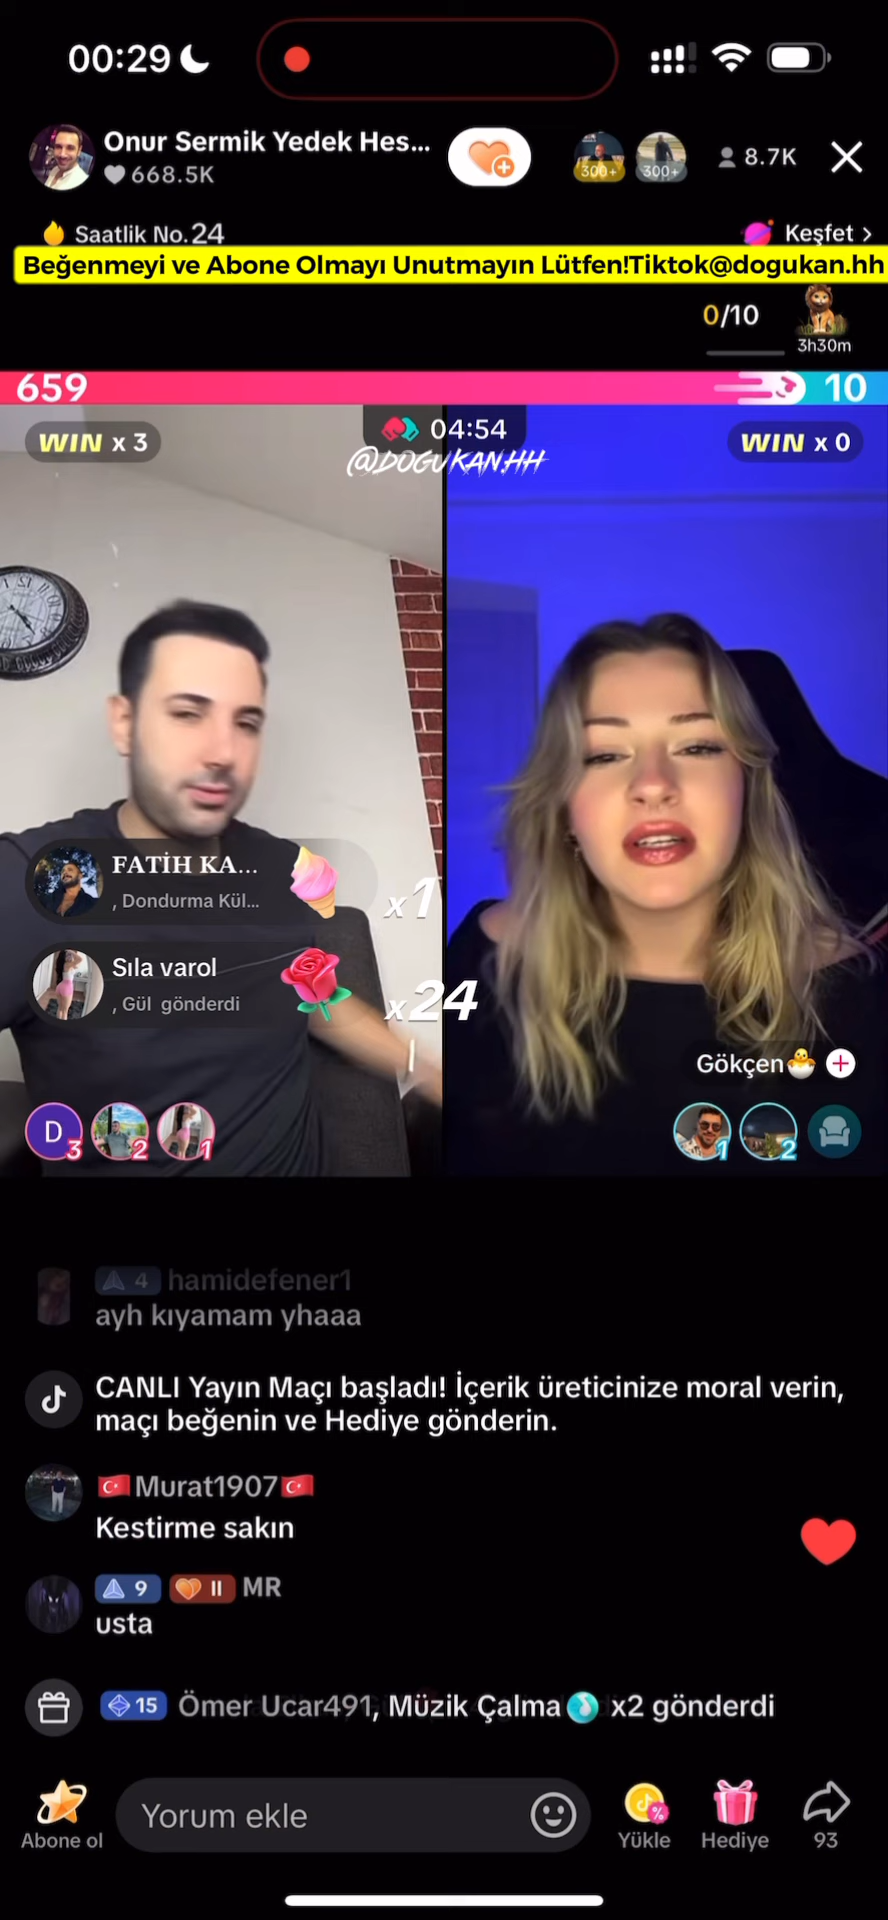 00:29
Onur Sermik Yedek Hes...
668.5K
300+
300+
8.7K
Saatlik No.24
Keşfet >
Beğenmeyi ve Abone Olmayı Unutmayın Lütfen!Tiktok@dogukan.hh
0/10
3h30m
659
10
WIN x 3
04:54
WIN x 0
@DOGUKAN.HH
FATİH KA...
, Dondurma Kül...
x1
Sıla varol
, Gül gönderdi
x24
Gökçen
D
3
2
1
1
2
4 hamidefener1
ayh kıyamam yhaaa
CANLI Yayın Maçı başladı! İçerik üreticinize moral verin,
maçı beğenin ve Hediye gönderin.
Murat1907
Kestirme sakın
9 II MR
usta
15 Ömer Ucar491, Müzik Çalma x2 gönderdi
Yorum ekle
Abone ol
Yükle
Hediye
93